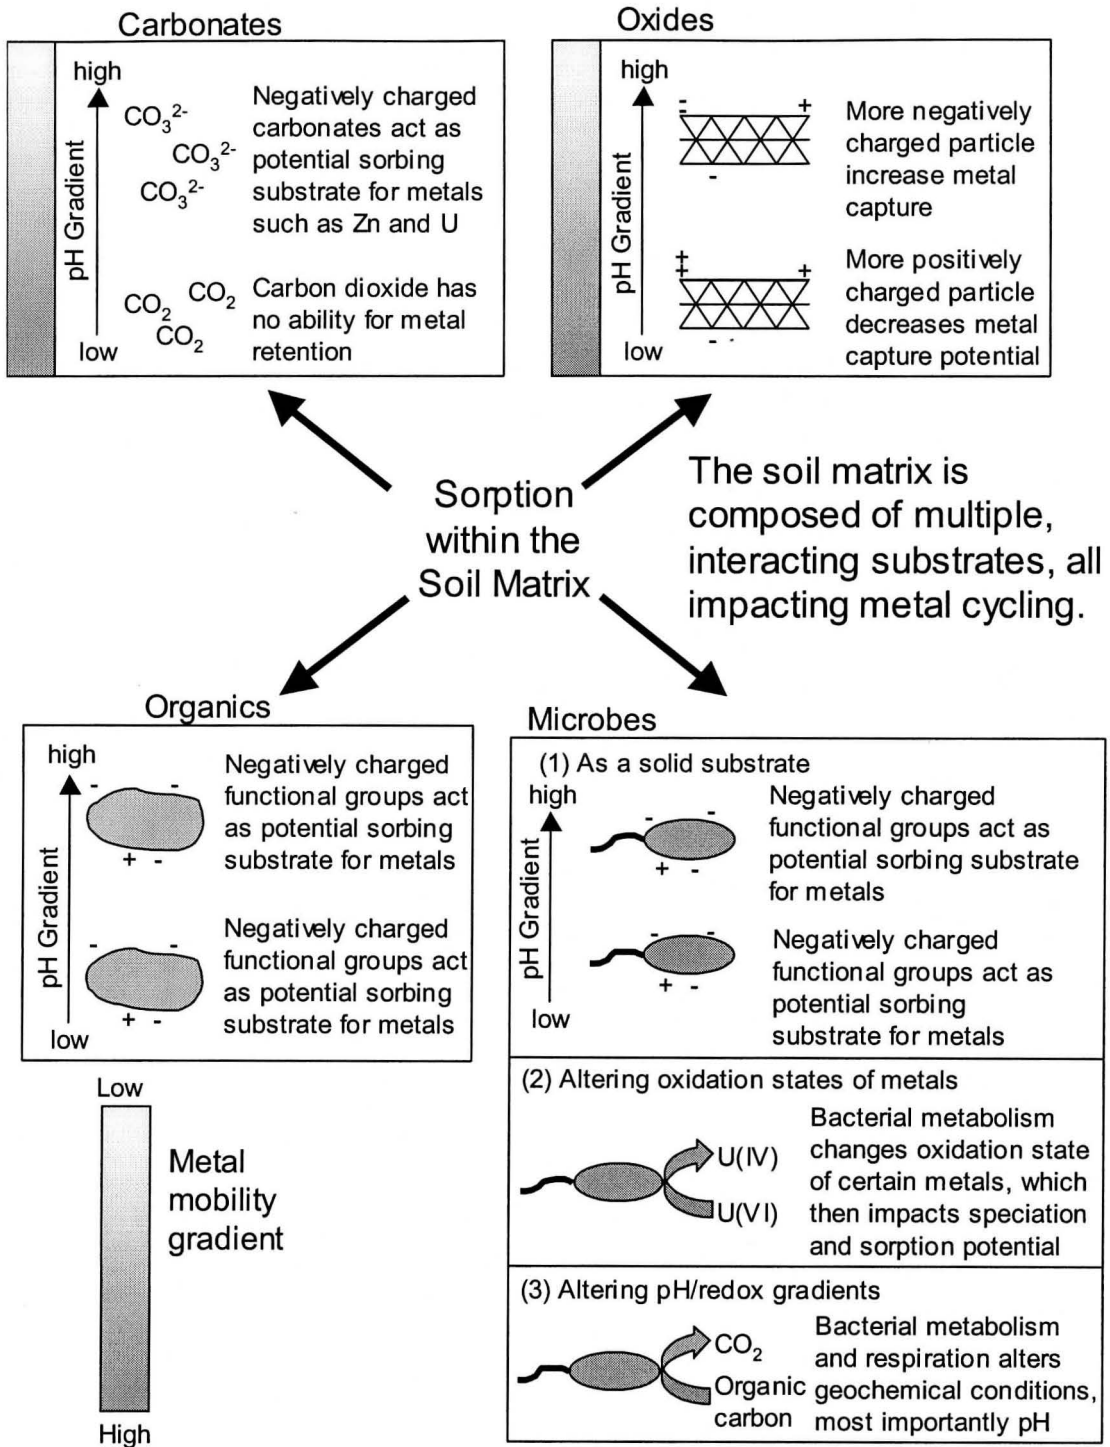 Carbonates
high
pH Gradient
low
CO₃²⁻
CO₃²⁻
CO₃²⁻
Negatively charged
carbonates act as
potential sorbing
substrate for metals
such as Zn and U
CO₂
CO₂
CO₂
Carbon dioxide has
no ability for metal
retention
Oxides
high
pH Gradient
low
- - +
-
More negatively
charged particle
increase metal
capture
+ + +
- -
More positively
charged particle
decreases metal
capture potential
Sorption
within the
Soil Matrix
The soil matrix is
composed of multiple,
interacting substrates, all
impacting metal cycling.
Organics
high
pH Gradient
low
- -
+ -
Negatively charged
functional groups act
as potential sorbing
substrate for metals
- -
+ -
Negatively charged
functional groups act
as potential sorbing
substrate for metals
Low
Metal
mobility
gradient
High
Microbes
(1) As a solid substrate
high
pH Gradient
low
- -
+ -
Negatively charged
functional groups act as
potential sorbing substrate
for metals
- -
+ -
Negatively charged
functional groups act as
potential sorbing
substrate for metals
(2) Altering oxidation states of metals
U(IV)
U(VI)
Bacterial metabolism
changes oxidation state
of certain metals, which
then impacts speciation
and sorption potential
(3) Altering pH/redox gradients
CO₂
Organic
carbon
Bacterial metabolism
and respiration alters
geochemical conditions,
most importantly pH